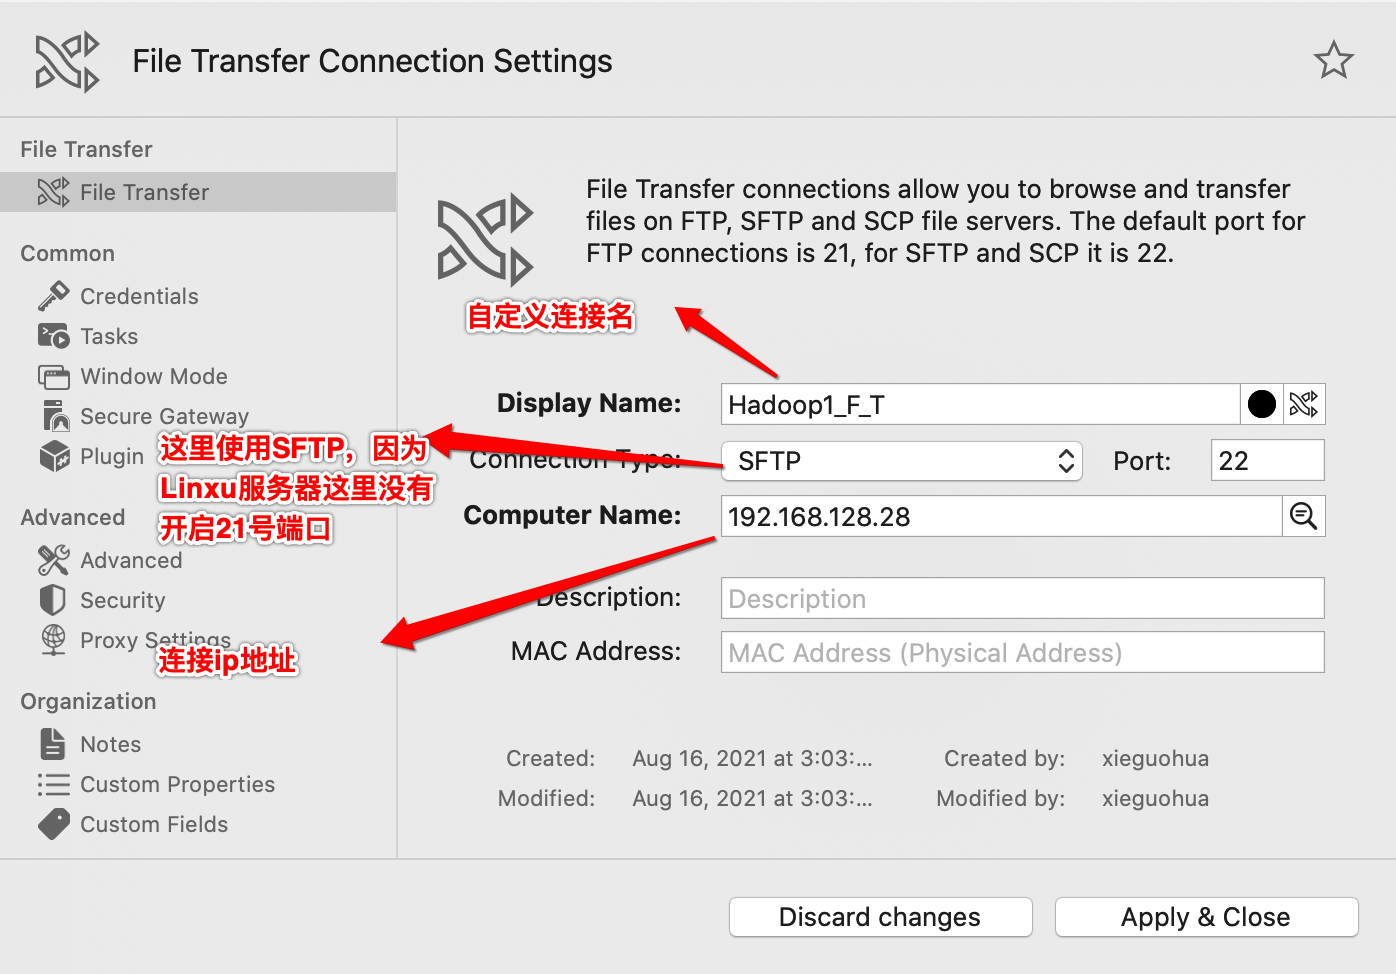 File Transfer Connection Settings
File Transfer
File Transfer
Common
Credentials
Tasks
Window Mode
Secure Gateway
Plugin
Advanced
Advanced
Security
Proxy Settings
Organization
Notes
Custom Properties
Custom Fields
File Transfer connections allow you to browse and transfer
files on FTP, SFTP and SCP file servers. The default port for
FTP connections is 21, for SFTP and SCP it is 22.
自定义连接名
Display Name: Hadoop1_F_T
这里使用SFTP，因为
Linxu服务器这里没有
开启21号端口
Connection Type: SFTP Port: 22
Computer Name: 192.168.128.28
连接ip地址
Description: Description
MAC Address: MAC Address (Physical Address)
Created: Aug 16, 2021 at 3:03:... Created by: xieguohua
Modified: Aug 16, 2021 at 3:03:... Modified by: xieguohua
Discard changes Apply & Close